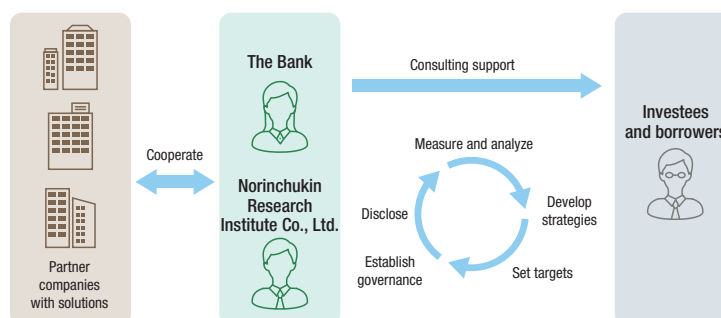 Partner
companies
with solutions
Cooperate
The Bank
Norinchukin
Research
Institute Co., Ltd.
Consulting support
Measure and analyze
Develop
strategies
Set targets
Establish
governance
Disclose
Investees
and borrowers